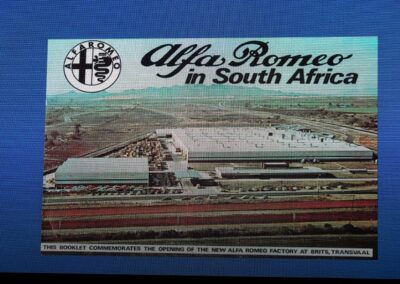 ALFA ROMEO
Alfa Romeo
in South Africa
THIS BOOKLET COMMEMORATES THE OPENING OF THE NEW ALFA ROMEO FACTORY AT BRITS, TRANSVAAL